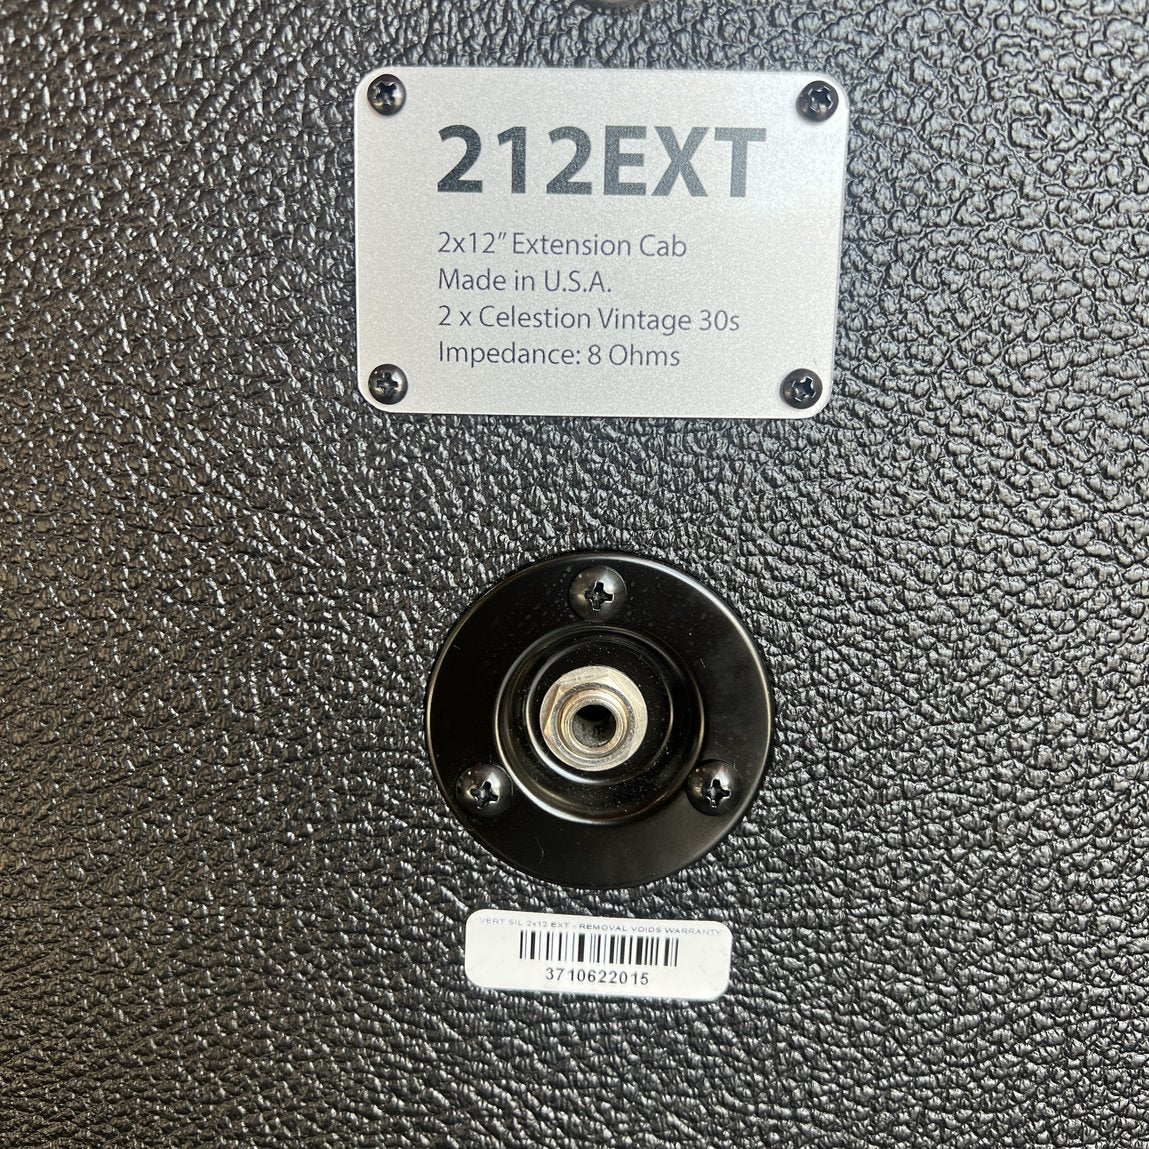 212EXT
2x12” Extension Cab
Made in U.S.A.
2 x Celestion Vintage 30s
Impedance: 8 Ohms
VERT SIL 2x12 EXT - REMOVAL VOIDS WARRANTY
3710622015